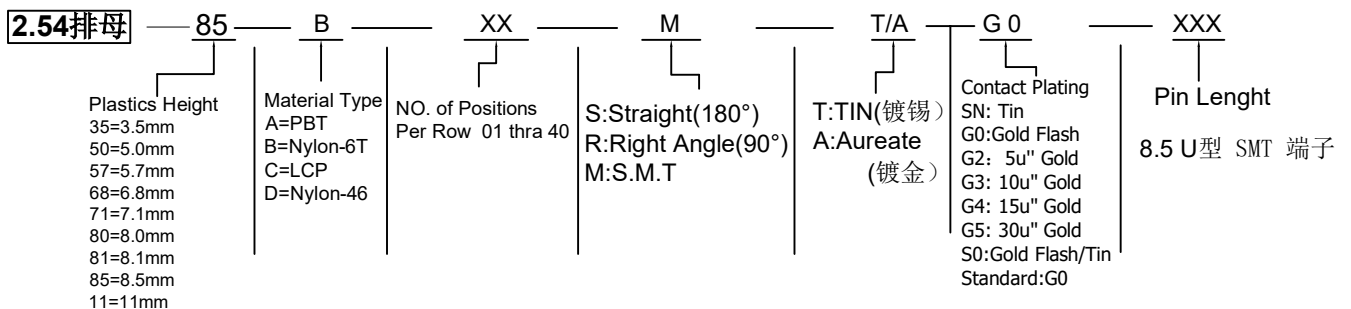 2.54排母 85 B XX M T/A G 0 XXX
Plastics Height
35=3.5mm
50=5.0mm
57=5.7mm
68=6.8mm
71=7.1mm
80=8.0mm
81=8.1mm
85=8.5mm
11=11mm
Material Type
A=PBT
B=Nylon-6T
C=LCP
D=Nylon-46
NO. of Positions
Per Row 01 thra 40
S:Straight(180°)
R:Right Angle(90°)
M:S.M.T
T:TIN(镀锡)
A:Aureate
(镀金)
Contact Plating
SN: Tin
G0:Gold Flash
G2: 5u" Gold
G3: 10u" Gold
G4: 15u" Gold
G5: 30u" Gold
S0:Gold Flash/Tin
Standard:G0
Pin Lenght
8.5 U型 SMT 端子